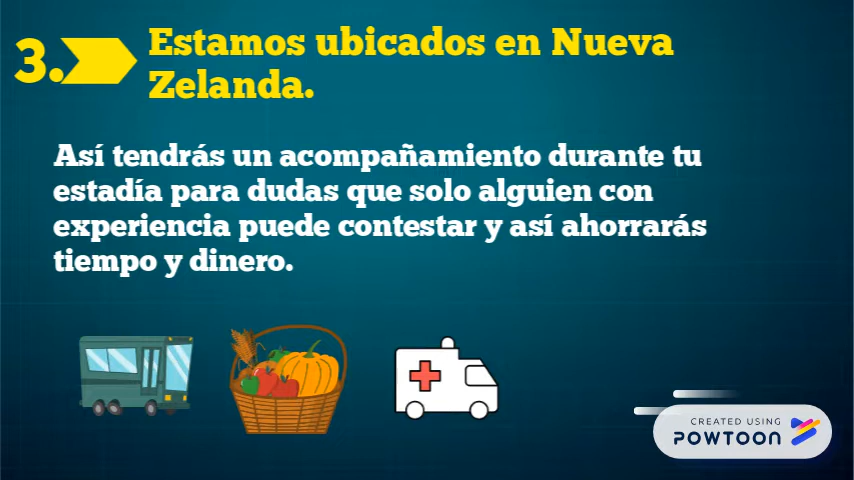 3.
Estamos ubicados en Nueva
Zelanda.
Así tendrás un acompañamiento durante tu
estadía para dudas que solo alguien con
experiencia puede contestar y así ahorrarás
tiempo y dinero.
CREATED USING
POWTOON